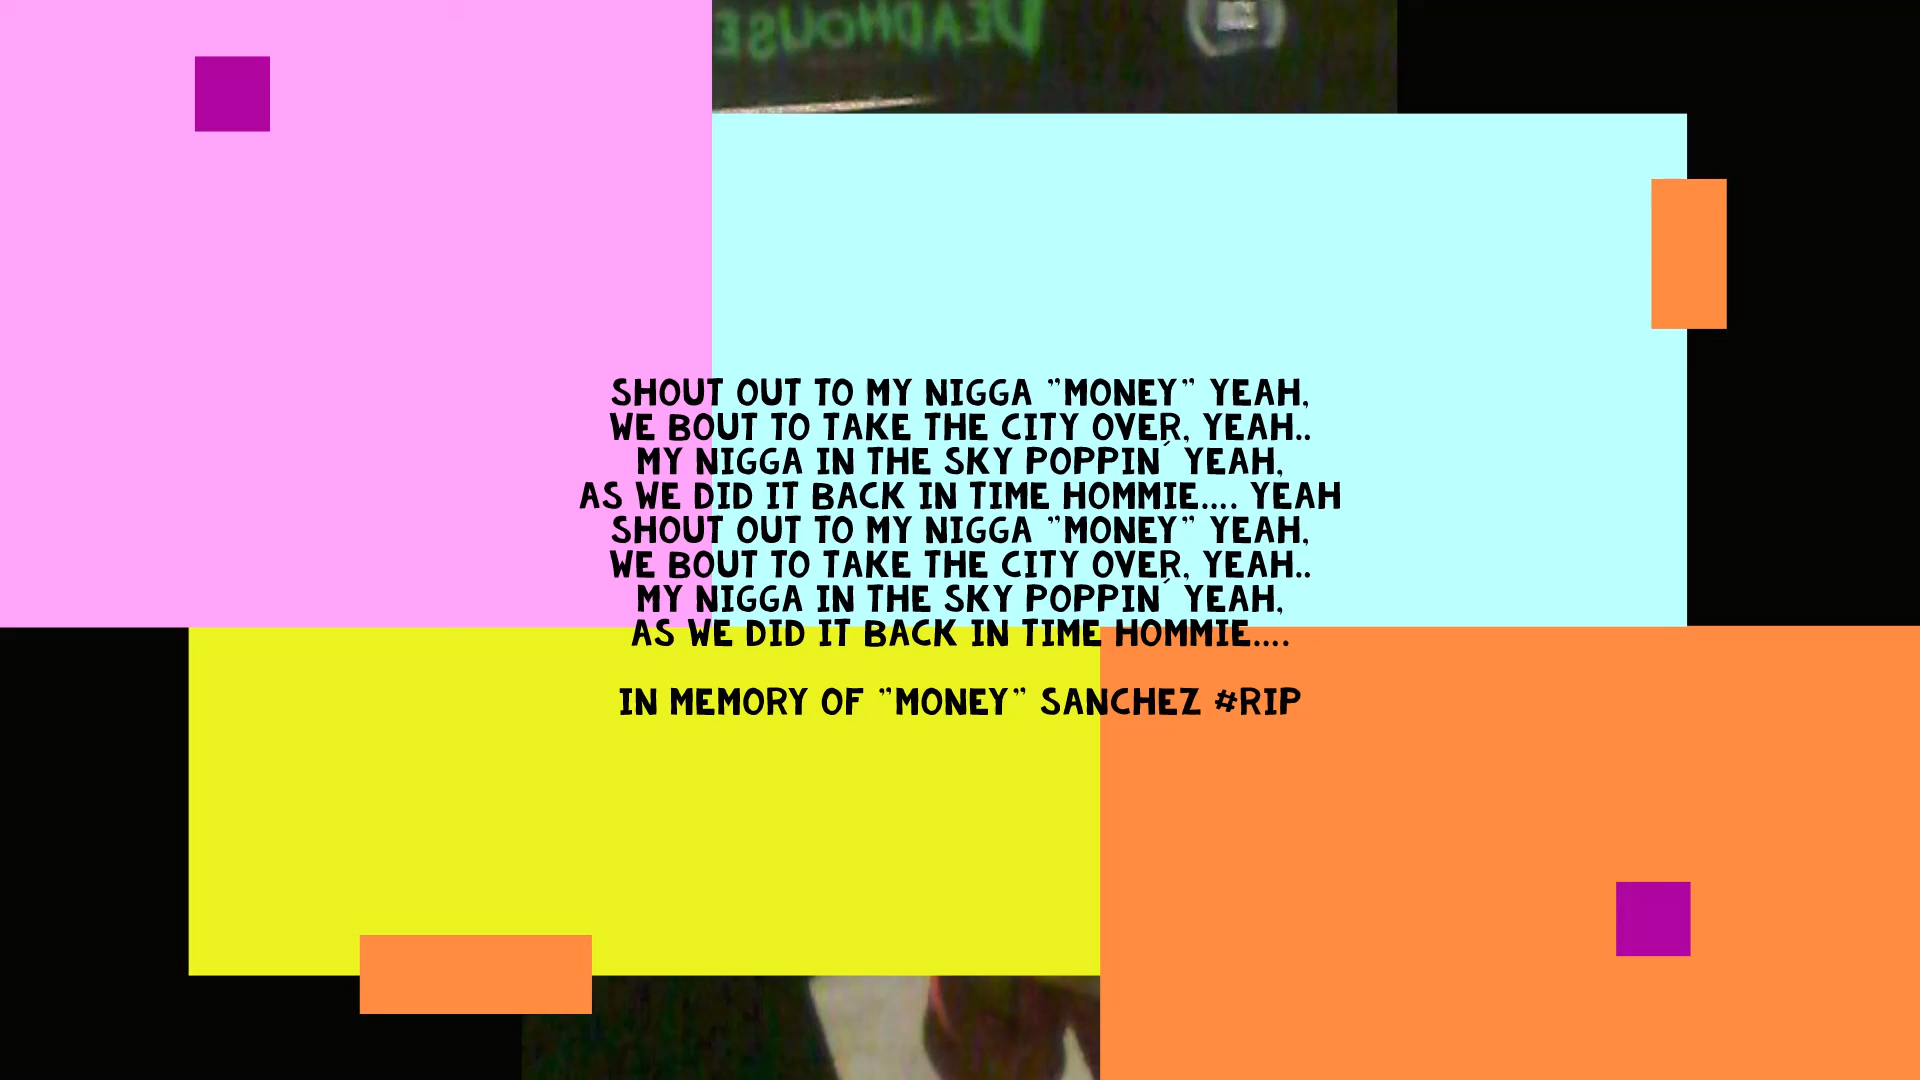 DEADHOUSE
SHOUT OUT TO MY NIGGA "MONEY" YEAH,
WE BOUT TO TAKE THE CITY OVER, YEAH..
MY NIGGA IN THE SKY POPPIN´ YEAH,
AS WE DID IT BACK IN TIME HOMMIE.... YEAH
SHOUT OUT TO MY NIGGA "MONEY" YEAH,
WE BOUT TO TAKE THE CITY OVER, YEAH..
MY NIGGA IN THE SKY POPPIN´ YEAH,
AS WE DID IT BACK IN TIME HOMMIE....
IN MEMORY OF "MONEY" SANCHEZ #RIP